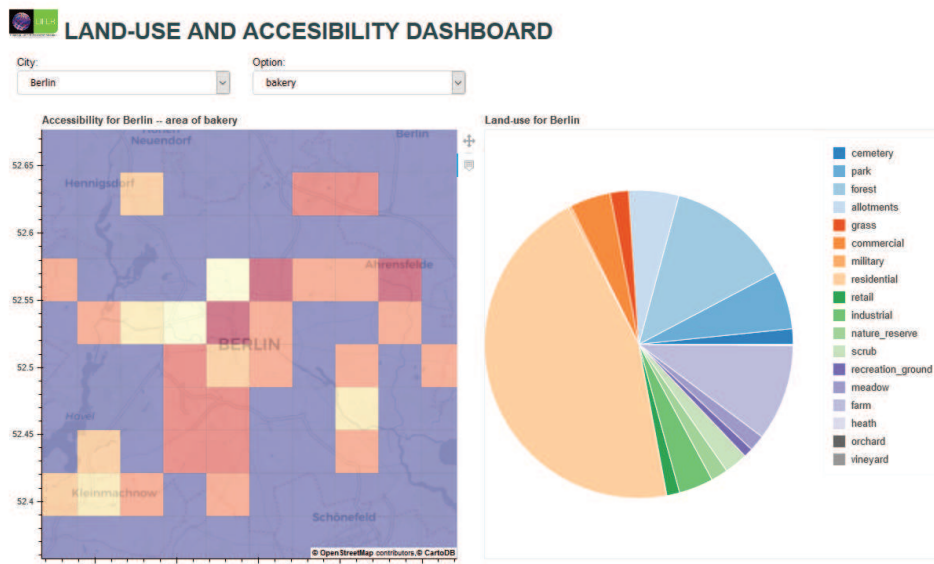 LAND-USE AND ACCESIBILITY DASHBOARD
City:
Option:
Berlin
bakery
Accessibility for Berlin -- area of bakery
Land-use for Berlin
Neuendorf
Berlin
Hennigsdorf
Ahrensfelde
BERLIN
Havel
Kleinmachnow
Schönefeld
52.65
52.6
52.55
52.5
52.45
52.4
© OpenStreetMap contributors,© CartoDB
cemetery
park
forest
allotments
grass
commercial
military
residential
retail
industrial
nature_reserve
scrub
recreation_ground
meadow
farm
heath
orchard
vineyard